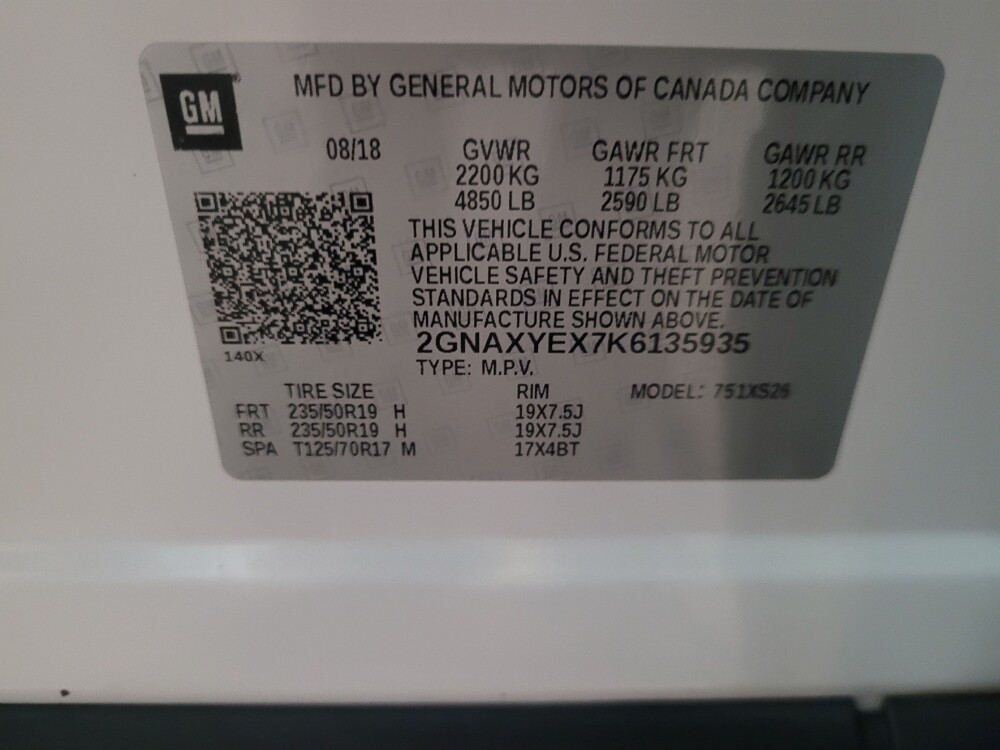 GM
MFD BY GENERAL MOTORS OF CANADA COMPANY
08/18 GVWR GAWR FRT GAWR RR
2200 KG 1175 KG 1200 KG
4850 LB 2590 LB 2645 LB
THIS VEHICLE CONFORMS TO ALL
APPLICABLE U.S. FEDERAL MOTOR
VEHICLE SAFETY AND THEFT PREVENTION
STANDARDS IN EFFECT ON THE DATE OF
MANUFACTURE SHOWN ABOVE.
2GNAXYEX7K6135935
140X
TYPE: M.P.V.
TIRE SIZE RIM MODEL: 751XS26
FRT 235/50R19 H 19X7.5J
RR 235/50R19 H 19X7.5J
SPA T125/70R17 M 17X4BT